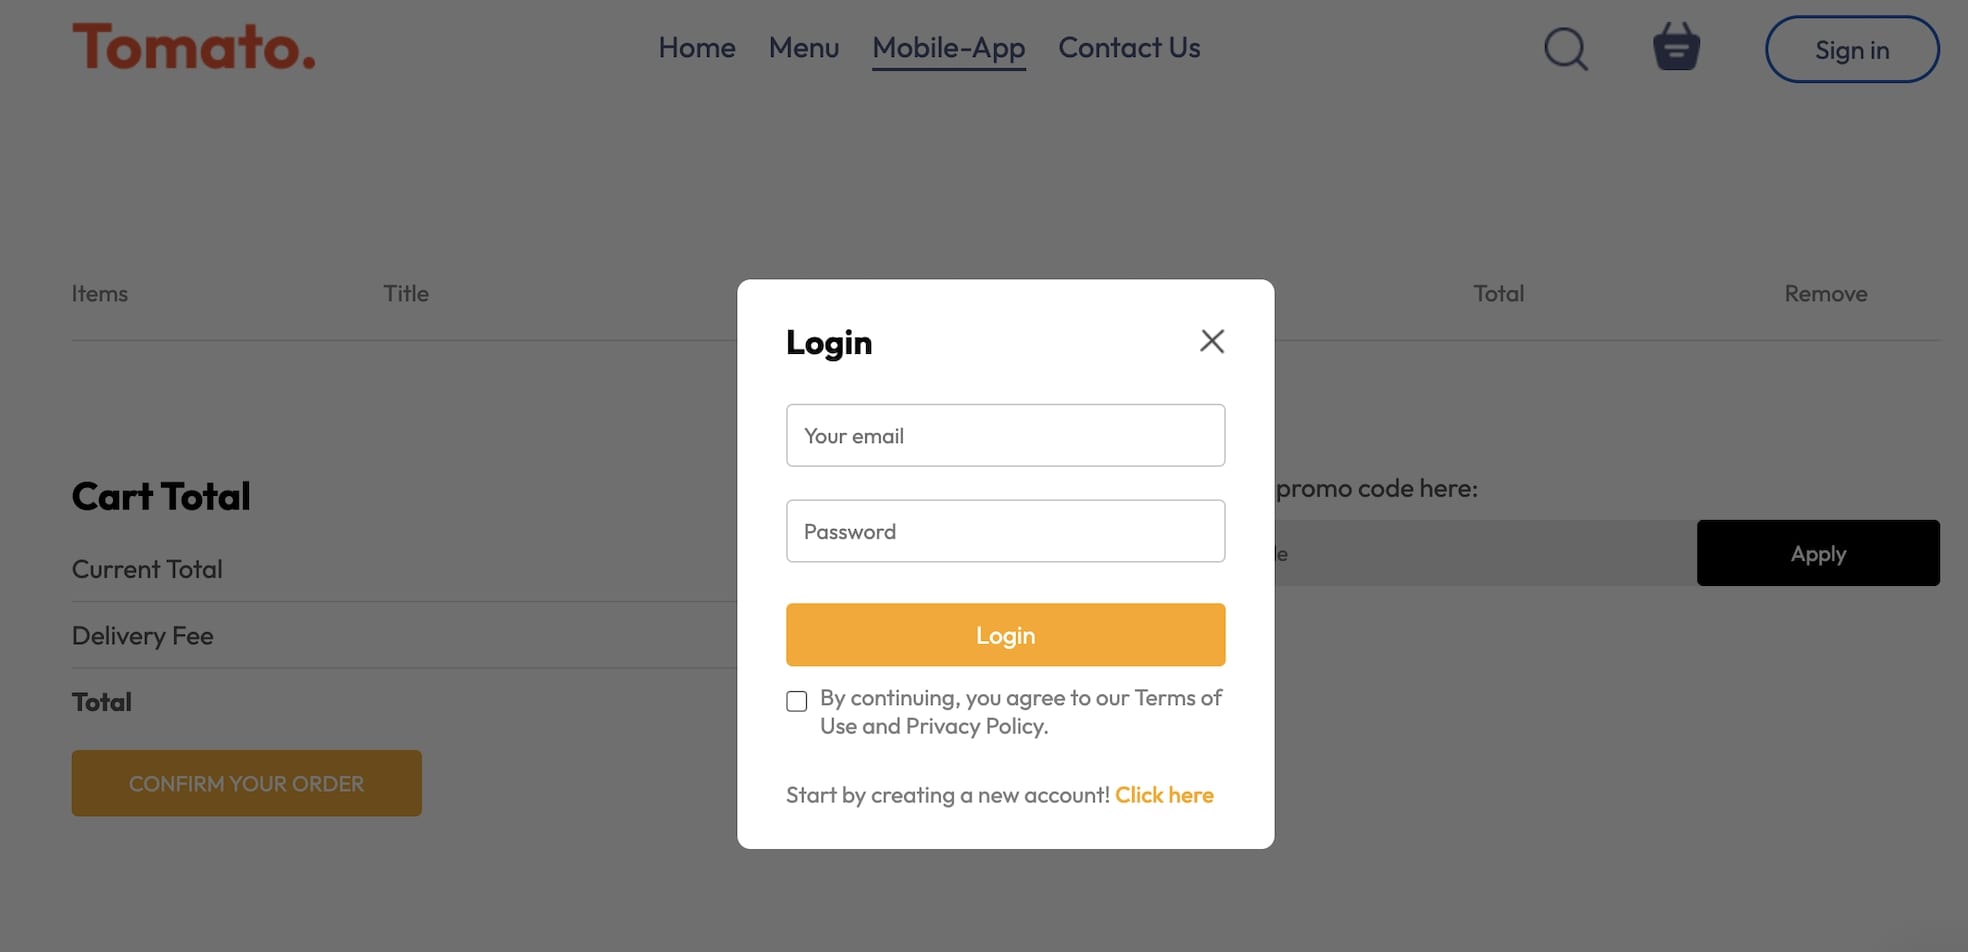 Tomato.
Home Menu Mobile-App Contact Us
Sign in
Items Title Total Remove
Login
Your email
Password
Login
By continuing, you agree to our Terms of
Use and Privacy Policy.
Start by creating a new account! Click here
Cart Total
Current Total
Delivery Fee
Total
CONFIRM YOUR ORDER
promo code here:
Apply